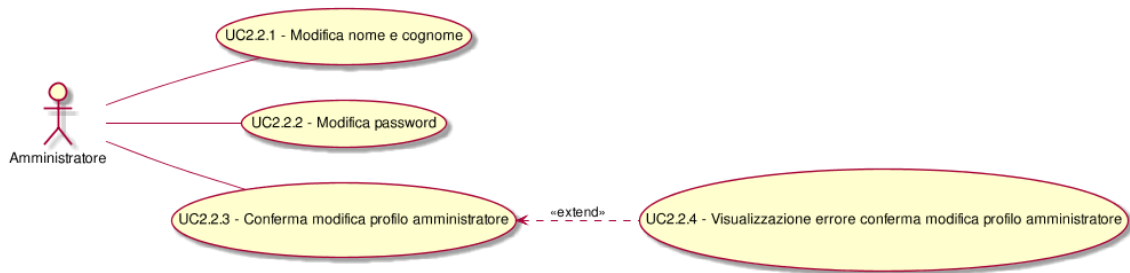 UC2.2.1 - Modifica nome e cognome
UC2.2.2 - Modifica password
Amministratore
UC2.2.3 - Conferma modifica profilo amministratore
«extend»
UC2.2.4 - Visualizzazione errore conferma modifica profilo amministratore